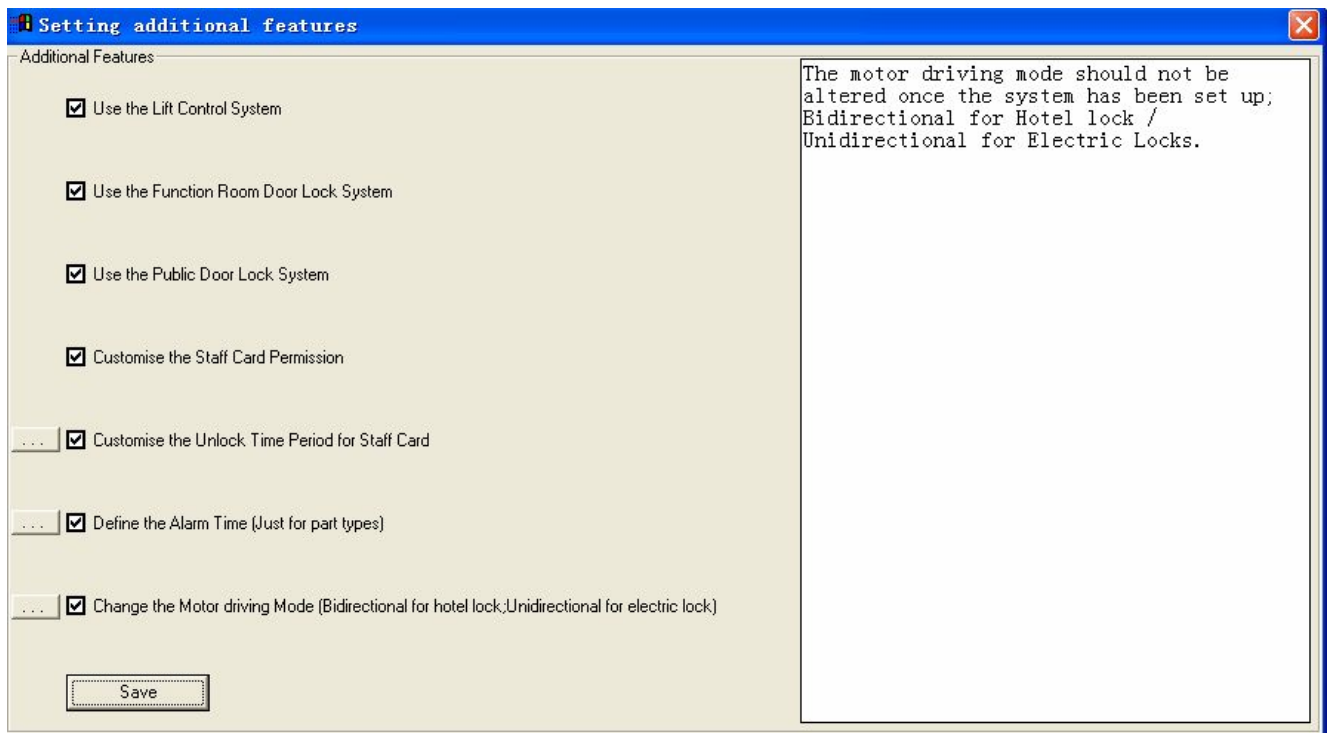 Setting additional features
Additional Features
Use the Lift Control System
Use the Function Room Door Lock System
Use the Public Door Lock System
Customise the Staff Card Permission
... Customise the Unlock Time Period for Staff Card
... Define the Alarm Time (Just for part types)
... Change the Motor driving Mode (Bidirectional for hotel lock;Unidirectional for electric lock)
Save
The motor driving mode should not be
altered once the system has been set up;
Bidirectional for Hotel lock /
Unidirectional for Electric Locks.